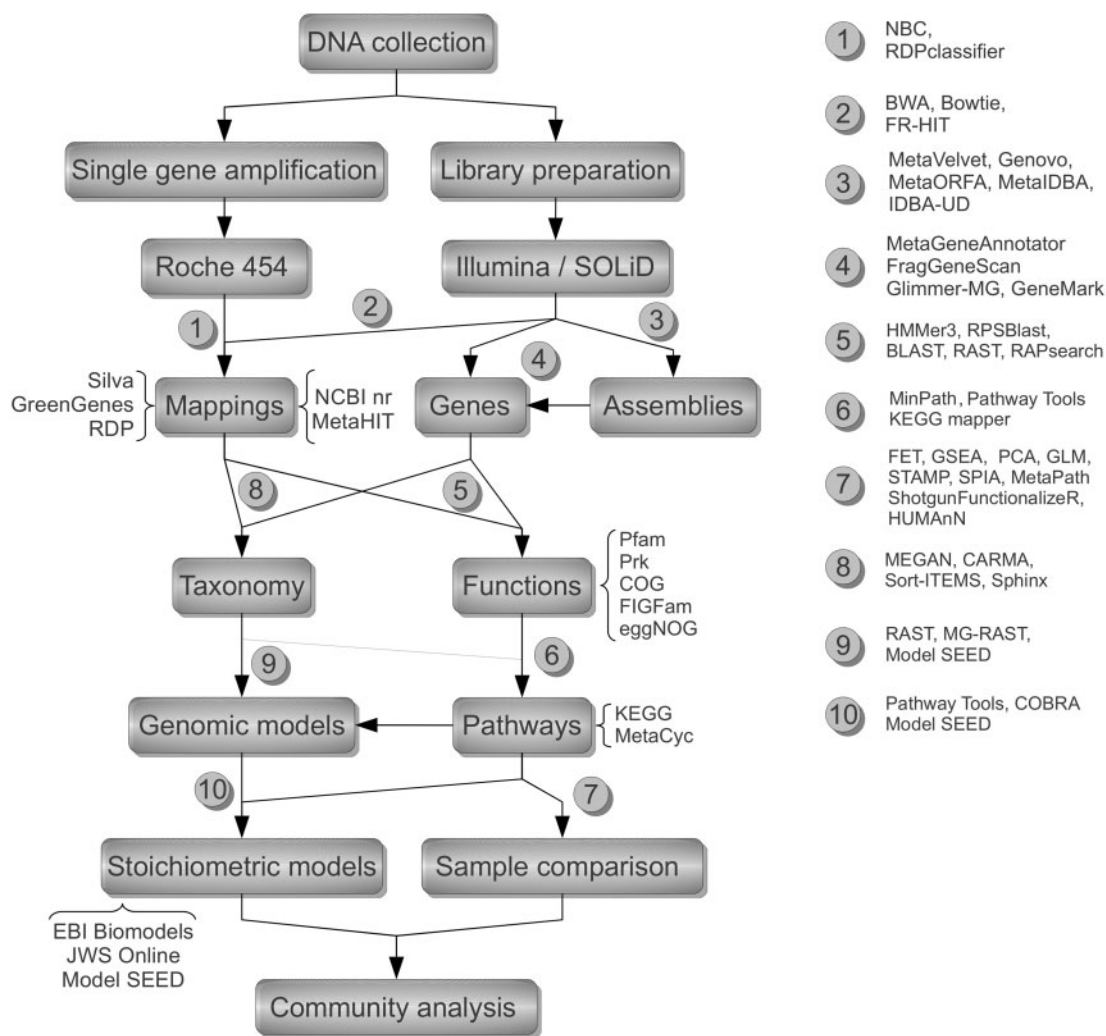 DNA collection
Single gene amplification
Library preparation
Roche 454
Illumina / SOLiD
1
2
3
4
Silva
GreenGenes
RDP
Mappings
NCBI nr
MetaHIT
Genes
Assemblies
8
5
Taxonomy
Functions
Pfam
Prk
COG
FIGFam
eggNOG
9
6
Genomic models
Pathways
KEGG
MetaCyc
10
7
Stoichiometric models
Sample comparison
EBI Biomodels
JWS Online
Model SEED
Community analysis
1
NBC,
RDPclassifier
2
BWA, Bowtie,
FR-HIT
3
MetaVelvet, Genovo,
MetaORFA, MetaIDBA,
IDBA-UD
4
MetaGeneAnnotator
FragGeneScan
Glimmer-MG, GeneMark
5
HMMer3, RPSBlast,
BLAST, RAST, RAPsearch
6
MinPath, Pathway Tools
KEGG mapper
7
FET, GSEA, PCA, GLM,
STAMP, SPIA, MetaPath
ShotgunFunctionalizeR,
HUMAnN
8
MEGAN, CARMA,
Sort-ITEMS, Sphinx
9
RAST, MG-RAST,
Model SEED
10
Pathway Tools, COBRA
Model SEED